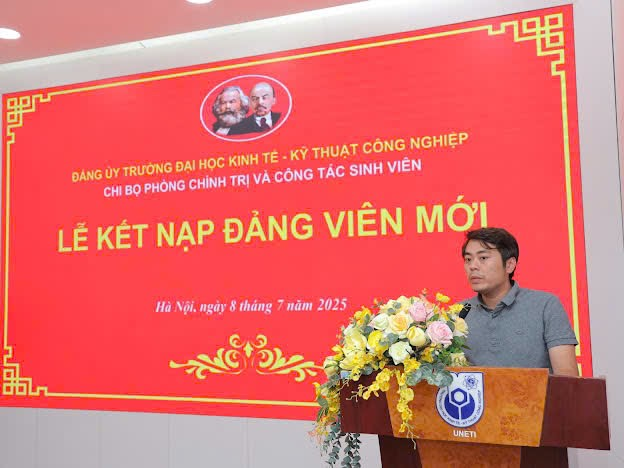 ĐẢNG ỦY TRƯỜNG ĐẠI HỌC KINH TẾ - KỸ THUẬT CÔNG NGHIỆP
CHI BỘ PHÒNG CHÍNH TRỊ VÀ CÔNG TÁC SINH VIÊN
LỄ KẾT NẠP ĐẢNG VIÊN MỚI
Hà Nội, ngày 8 tháng 7 năm 2025
UNETI